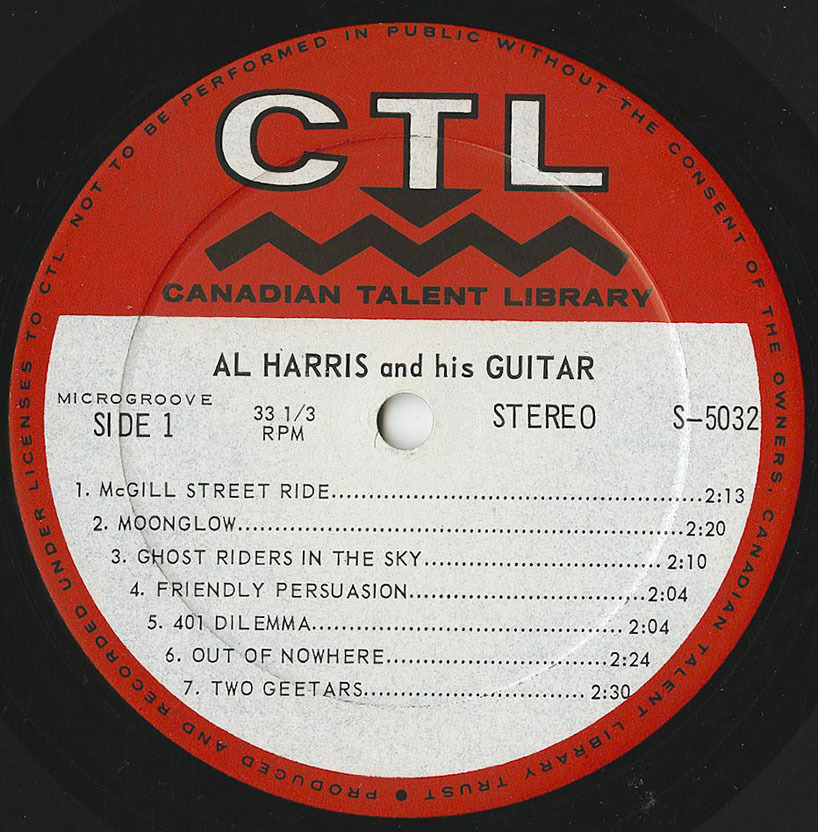 PRODUCED AND RECORDED UNDER LICENSES TO CTL. NOT TO BE PERFORMED IN PUBLIC WITHOUT THE CONSENT OF THE OWNERS, CANADIAN TALENT LIBRARY TRUST •
CTL
CANADIAN TALENT LIBRARY
AL HARRIS and his GUITAR
MICROGROOVE
SIDE 1
33 1/3
RPM
STEREO
S-5032
1. McGILL STREET RIDE..........2:13
2. MOONGLOW..........2:20
3. GHOST RIDERS IN THE SKY..........2:10
4. FRIENDLY PERSUASION..........2:04
5. 401 DILEMMA..........2:04
6. OUT OF NOWHERE..........2:24
7. TWO GEETARS..........2:30